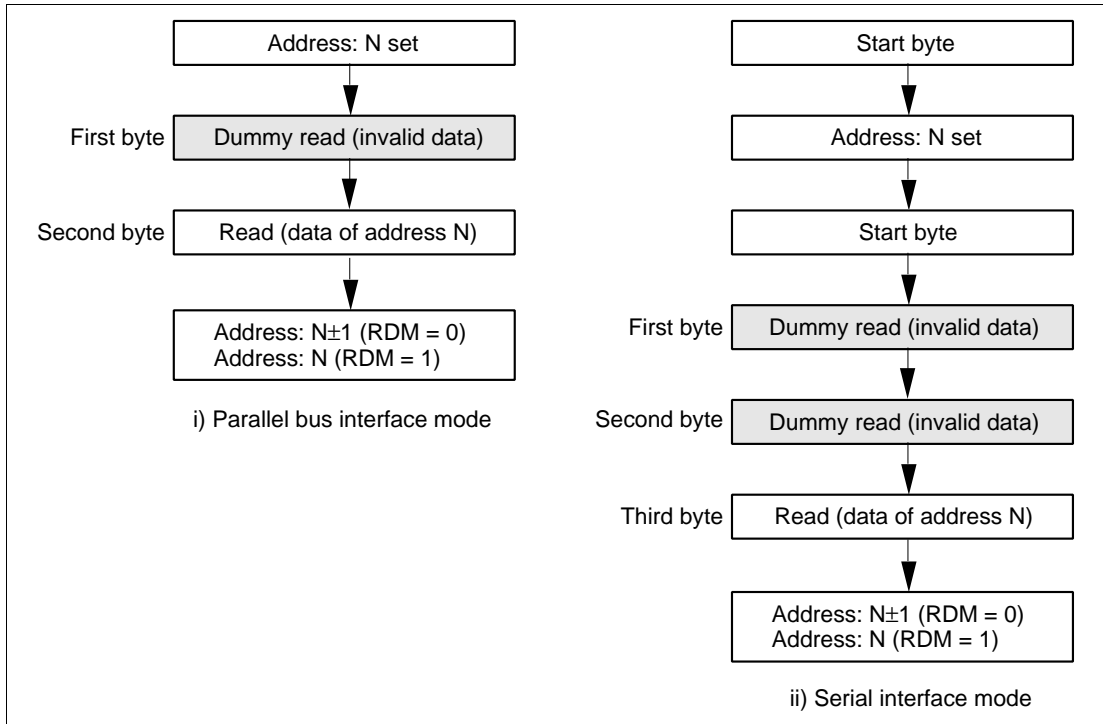 Address: N set
First byte
Dummy read (invalid data)
Second byte
Read (data of address N)
Address: N±1 (RDM = 0)
Address: N (RDM = 1)
i) Parallel bus interface mode
Start byte
Address: N set
Start byte
First byte
Dummy read (invalid data)
Second byte
Dummy read (invalid data)
Third byte
Read (data of address N)
Address: N±1 (RDM = 0)
Address: N (RDM = 1)
ii) Serial interface mode